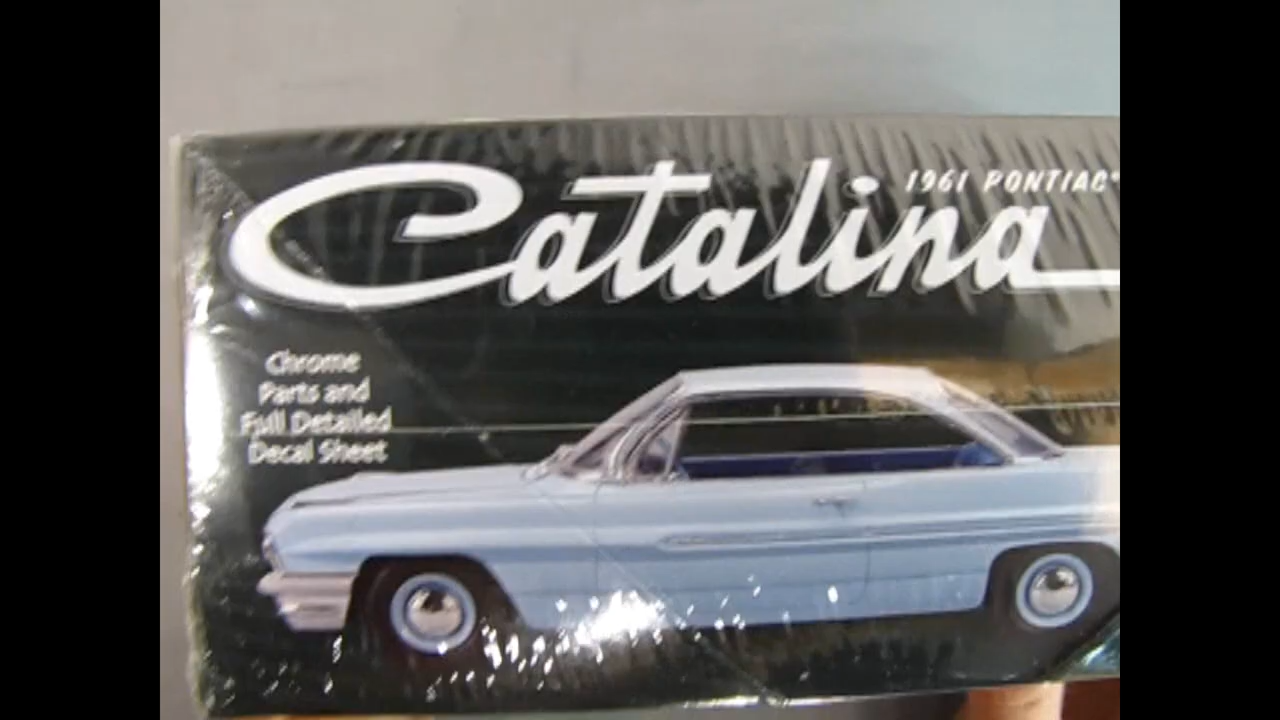 1961 PONTIAC®
Catalina
Chrome
Parts and
Full Detailed
Decal Sheet